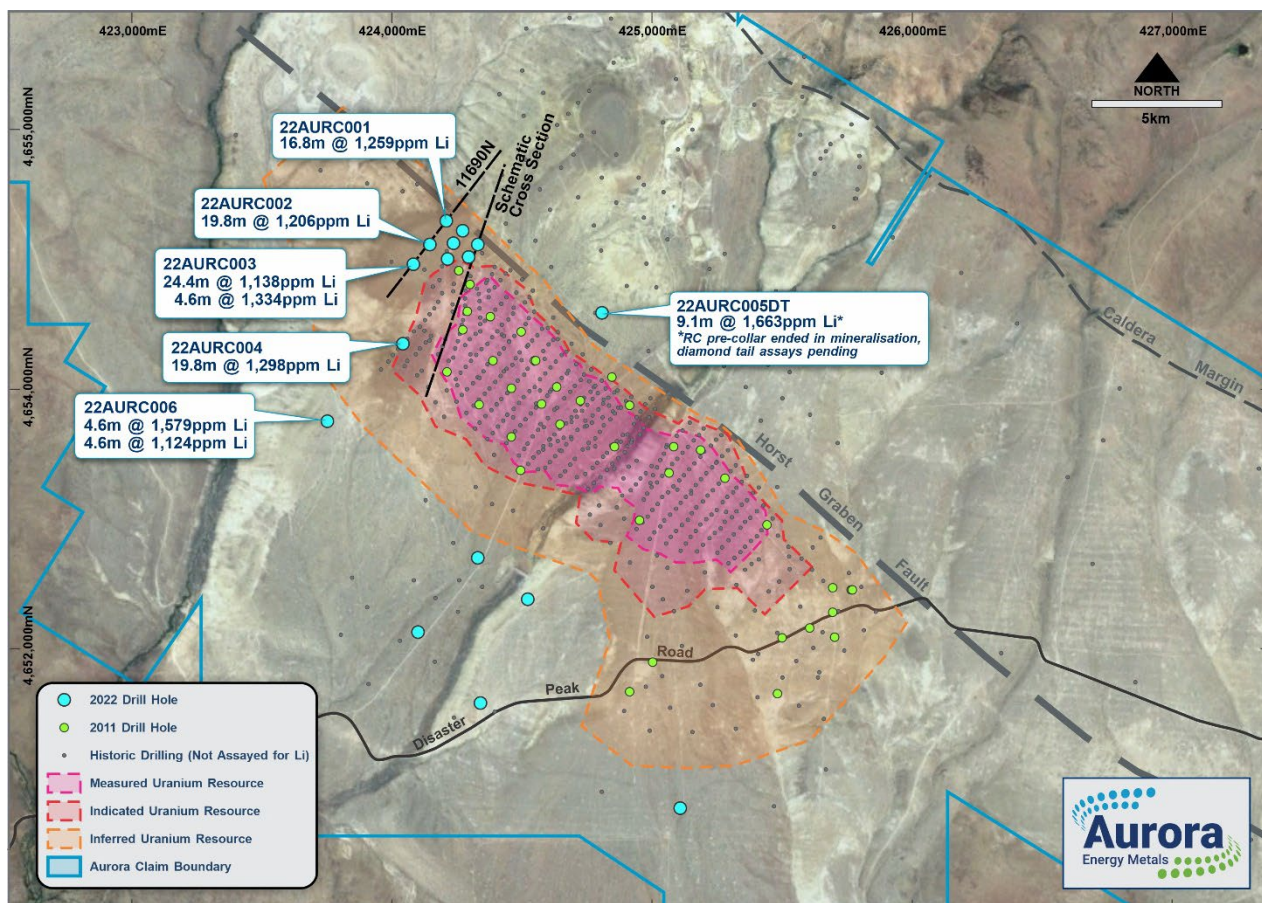 423,000mE
424,000mE
425,000mE
426,000mE
427,000mE
4,655,000mN
4,654,000mN
4,652,000mN
NORTH
5km
22AURC001
16.8m @ 1,259ppm Li
22AURC002
19.8m @ 1,206ppm Li
22AURC003
24.4m @ 1,138ppm Li
4.6m @ 1,334ppm Li
22AURC004
19.8m @ 1,298ppm Li
22AURC006
4.6m @ 1,579ppm Li
4.6m @ 1,124ppm Li
22AURC005DT
9.1m @ 1,663ppm Li*
*RC pre-collar ended in mineralisation,
diamond tail assays pending
11690N
Schematic
Cross Section
Caldera
Margin
Horst
Graben
Fault
Disaster
Peak
Road
2022 Drill Hole
2011 Drill Hole
Historic Drilling (Not Assayed for Li)
Measured Uranium Resource
Indicated Uranium Resource
Inferred Uranium Resource
Aurora Claim Boundary
Aurora
Energy Metals